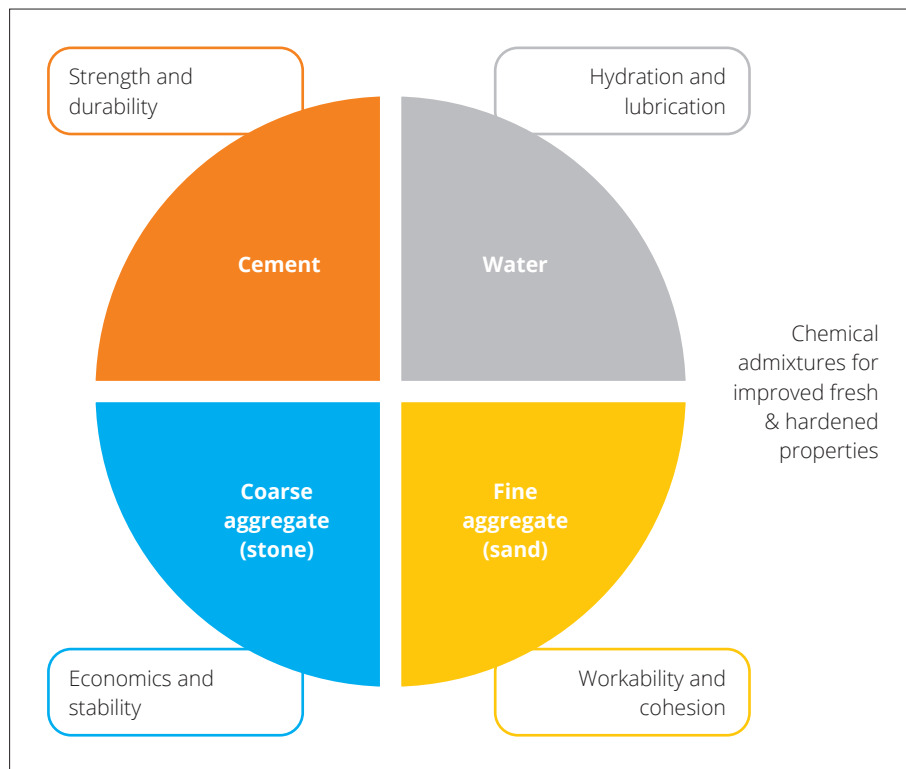 Strength and
durability
Hydration and
lubrication
Cement
Water
Chemical
admixtures for
improved fresh
& hardened
properties
Coarse
aggregate
(stone)
Fine
aggregate
(sand)
Economics and
stability
Workability and
cohesion